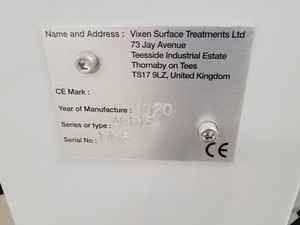 Name and Address : Vixen Surface Treatments Ltd
73 Jay Avenue
Teesside Industrial Estate
Thornaby on Tees
TS17 9LZ, United Kingdom
CE Mark :
Year of Manufacture : 2020
Series or type :
Serial No :
CE